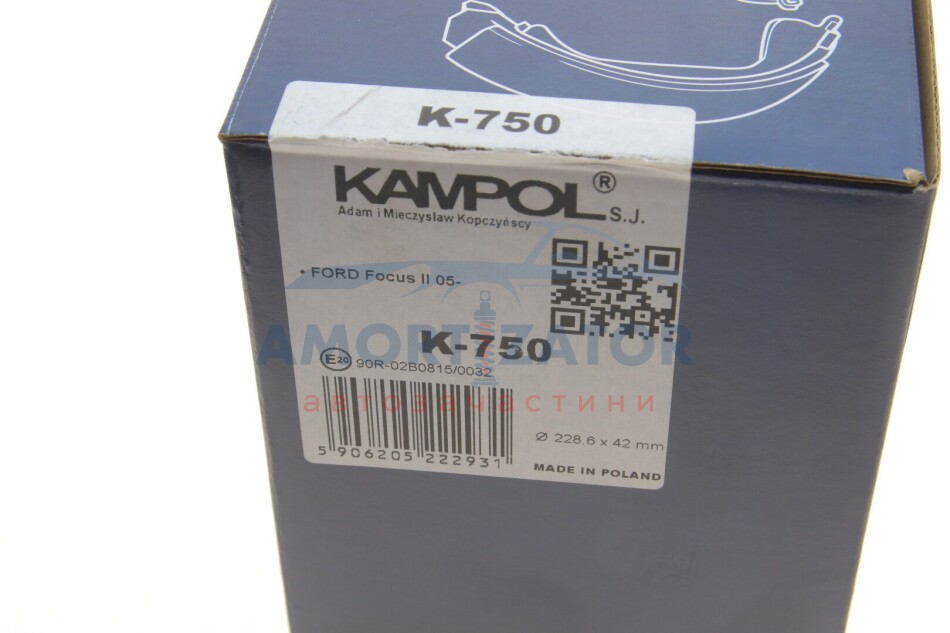 K-750
KAMPOL® S.J.
Adam i Mieczysław Kopczyńscy
• FORD Focus II 05-
AMORTIZATOR
K-750
E20 90R-02B0815/0032
автозапчастини
Ø 228,6 x 42 mm
5 906205 222931
MADE IN POLAND